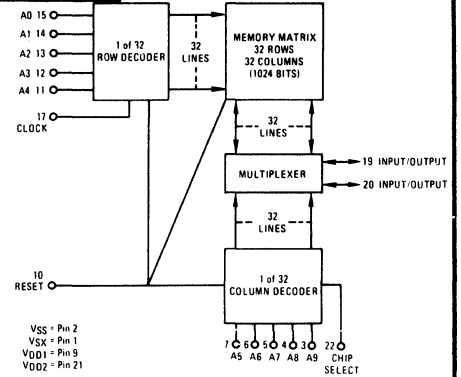 A0 15
A1 14
A2 13
A3 12
A4 11
17
CLOCK
1 of 32
ROW DECODER
32
LINES
MEMORY MATRIX
32 ROWS
32 COLUMNS
(1024 BITS)
32
LINES
MULTIPLEXER
19 INPUT/OUTPUT
20 INPUT/OUTPUT
32
LINES
10
RESET
1 of 32
COLUMN DECODER
VSS = Pin 2
VSX = Pin 1
VDD1 = Pin 9
VDD2 = Pin 21
7 6 5 4 3 22
A5 A6 A7 A8 A9 CHIP
SELECT